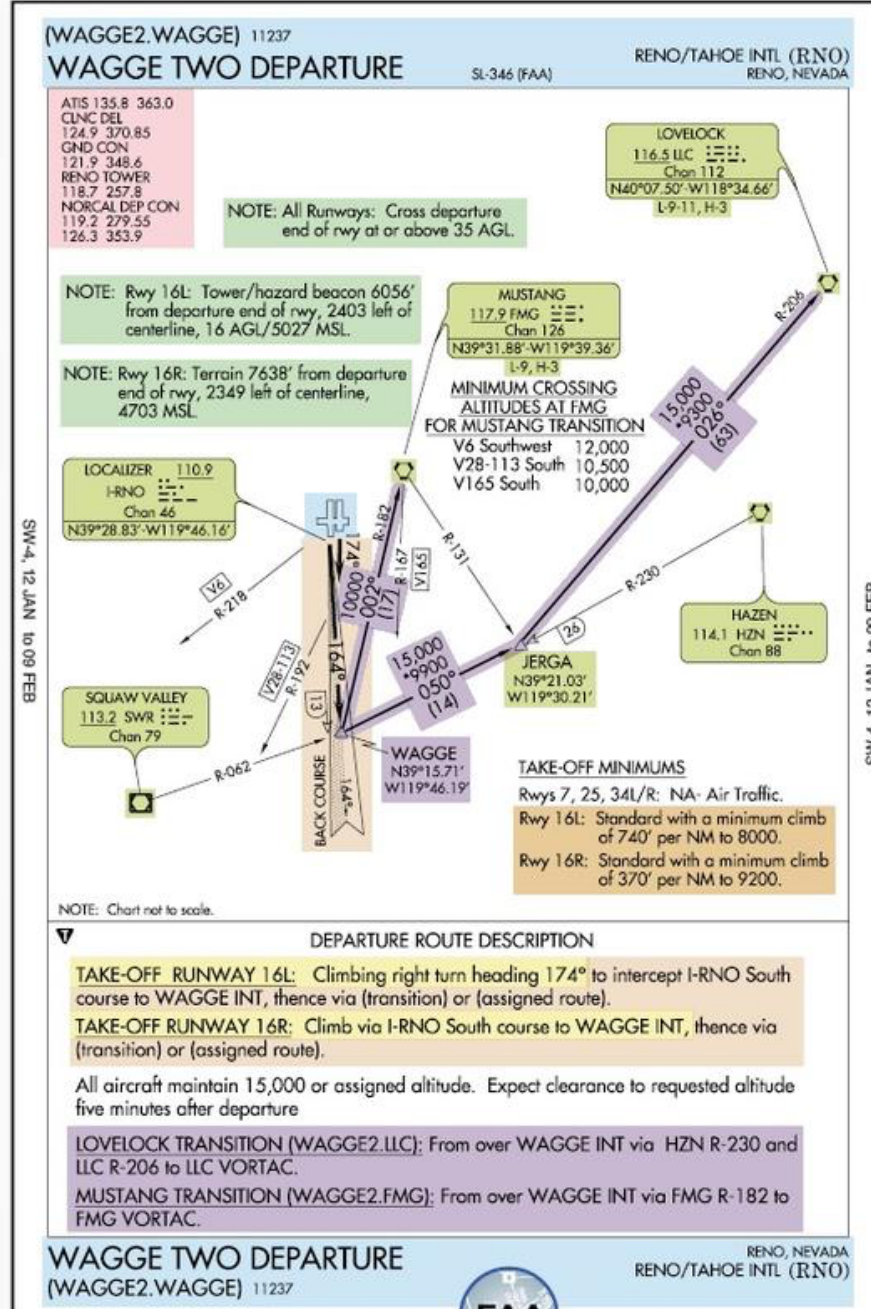 (WAGGE2.WAGGE) 11237
WAGGE TWO DEPARTURE
SL-346 (FAA)
RENO/TAHOE INTL (RNO)
RENO, NEVADA
ATIS 135.8 363.0
CLNC DEL
124.9 370.85
GND CON
121.9 348.6
RENO TOWER
118.7 257.8
NORCAL DEP CON
119.2 279.55
126.3 353.9
NOTE: All Runways: Cross departure
end of rwy at or above 35 AGL.
LOVELOCK
116.5 LLC
Chan 112
N40°07.50'-W118°34.66'
L-9-11, H-3
NOTE: Rwy 16L: Tower/hazard beacon 6056'
from departure end of rwy, 2403 left of
centerline, 16 AGL/5027 MSL.
NOTE: Rwy 16R: Terrain 7638' from departure
end of rwy, 2349 left of centerline,
4703 MSL.
MUSTANG
117.9 FMG
Chan 126
N39°31.88'-W119°39.36'
L-9, H-3
MINIMUM CROSSING
ALTITUDES AT FMG
FOR MUSTANG TRANSITION
V6 Southwest 12,000
V28-113 South 10,500
V165 South 10,000
R-206
15,000
*9300
026°
(63)
LOCALIZER 110.9
I-RNO
Chan 46
N39°28.83'-W119°46.16'
V6
R-218
174°
R-182
10000
002°
(17)
R-167
V165
R-131
R-230
26
HAZEN
114.1 HZN
Chan 88
V28-113
R-192
164°
13
15,000
*9900
050°
(14)
JERGA
N39°21.03'
W119°30.21'
SQUAW VALLEY
113.2 SWR
Chan 79
R-062
WAGGE
N39°15.71'
W119°46.19'
BACK COURSE
164°
TAKE-OFF MINIMUMS
Rwys 7, 25, 34L/R: NA- Air Traffic.
Rwy 16L: Standard with a minimum climb
of 740' per NM to 8000.
Rwy 16R: Standard with a minimum climb
of 370' per NM to 9200.
NOTE: Chart not to scale.
SW-4, 12 JAN to 09 FEB
SW-4, 12 JAN to 09 FEB
T
DEPARTURE ROUTE DESCRIPTION
TAKE-OFF RUNWAY 16L: Climbing right turn heading 174° to intercept I-RNO South
course to WAGGE INT, thence via (transition) or (assigned route).
TAKE-OFF RUNWAY 16R: Climb via I-RNO South course to WAGGE INT, thence via
(transition) or (assigned route).
All aircraft maintain 15,000 or assigned altitude. Expect clearance to requested altitude
five minutes after departure
LOVELOCK TRANSITION (WAGGE2.LLC): From over WAGGE INT via HZN R-230 and
LLC R-206 to LLC VORTAC.
MUSTANG TRANSITION (WAGGE2.FMG): From over WAGGE INT via FMG R-182 to
FMG VORTAC.
WAGGE TWO DEPARTURE
(WAGGE2.WAGGE) 11237
RENO, NEVADA
RENO/TAHOE INTL (RNO)
FAA